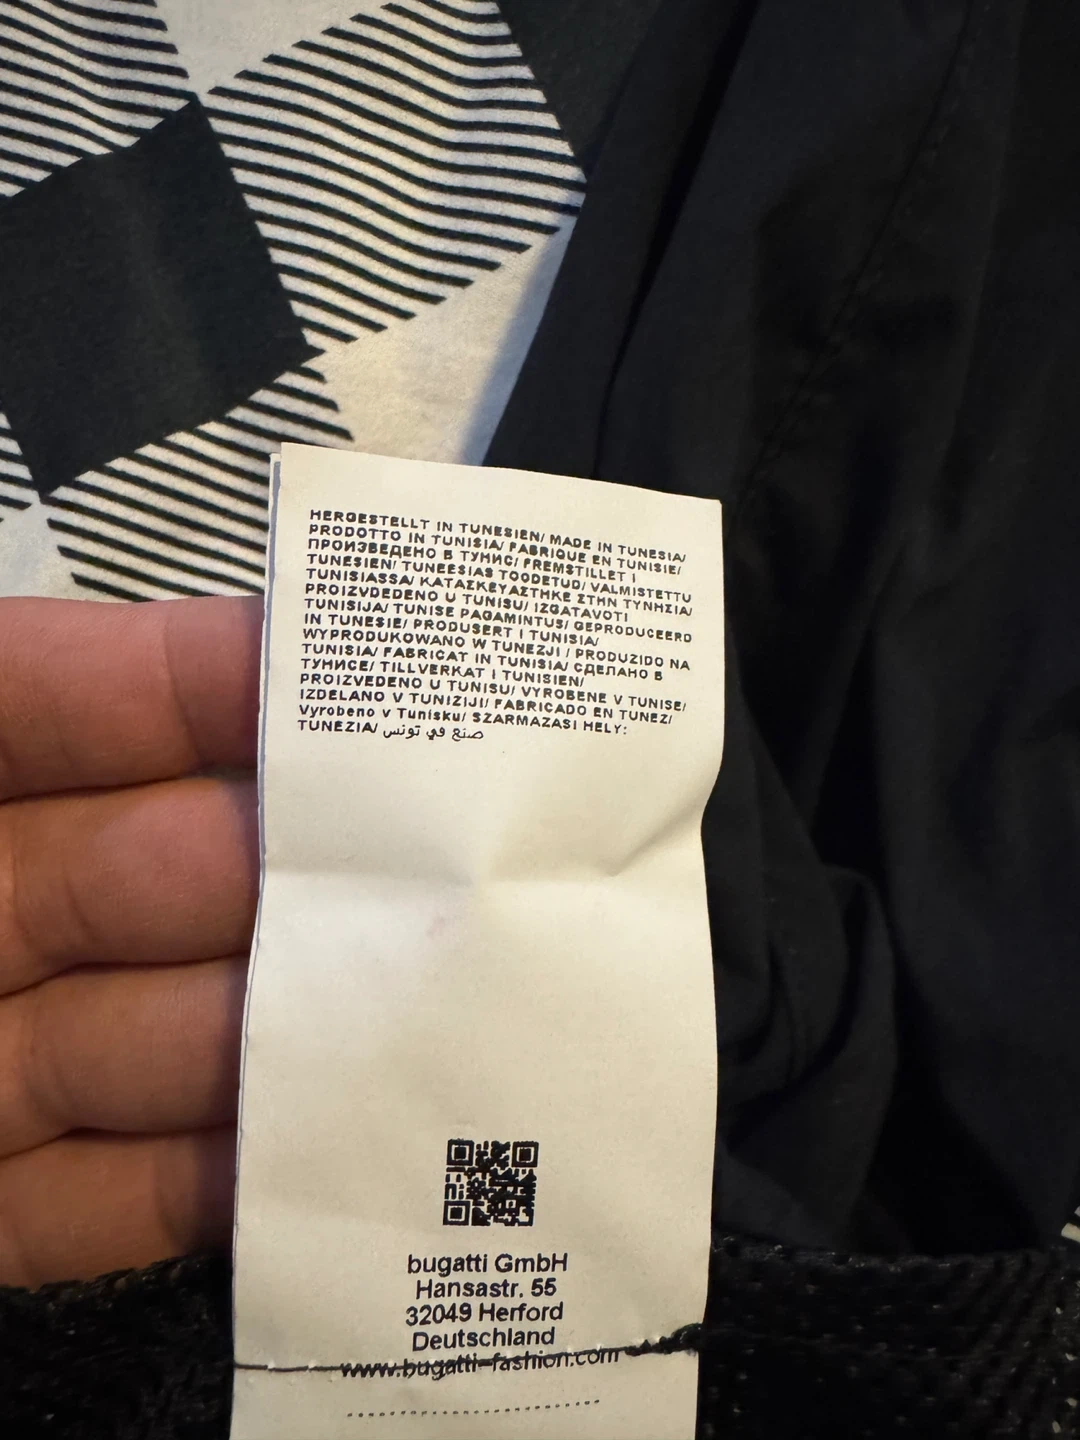 HERGESTELLT IN TUNESIEN/ MADE IN TUNESIA/
PRODOTTO IN TUNISIA/ FABRIQUE EN TUNISIE/
ПРОИЗВЕДЕНО В ТУНИС/ FREMSTILLET I
TUNESIEN/ TUNEESIAS TOODETUD/ VALMISTETTU
TUNISIASSA/ ΚΑΤΑΣΚΕΥΑΣΤΗΚΕ ΣΤΗΝ ΤΥΝΗΣΙΑ/
PROIZVDEDENO U TUNISU/ IZGATAVOTI
TUNISIJA/ TUNISE PAGAMINTUS/ GEPRODUCEERD
IN TUNESIE/ PRODUSERT I TUNISIA/
WYPRODUKOWANO W TUNEZJI / PRODUZIDO NA
TUNISIA/ FABRICAT IN TUNISIA/ СДЕЛАНО В
ТУНИСЕ/ TILLVERKAT I TUNISIEN/
PROIZVEDENO U TUNISU/ VYROBENE V TUNISE/
IZDELANO V TUNIZIJI/ FABRICADO EN TUNEZ/
Vyrobeno v Tunisku/ SZARMAZASI HELY:
TUNEZIA/ صنع في تونس
bugatti GmbH
Hansastr. 55
32049 Herford
Deutschland
www.bugatti-fashion.com